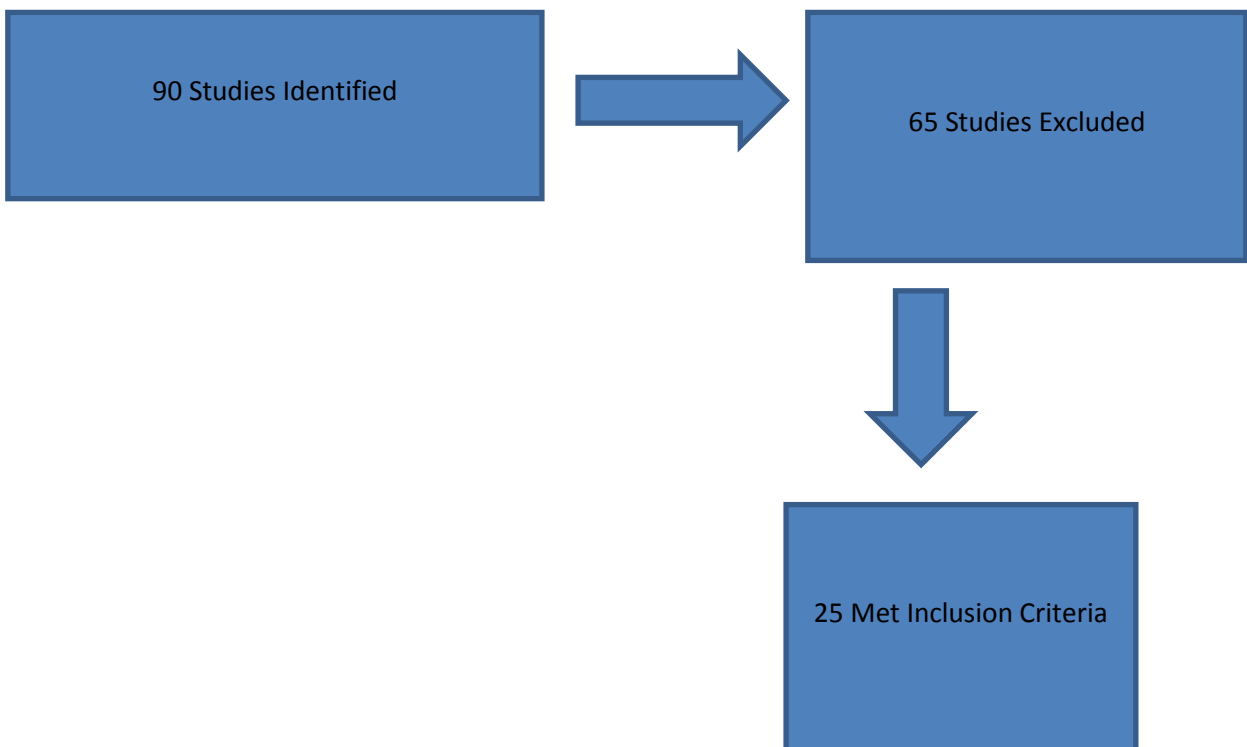 90 Studies Identified
65 Studies Excluded
25 Met Inclusion Criteria